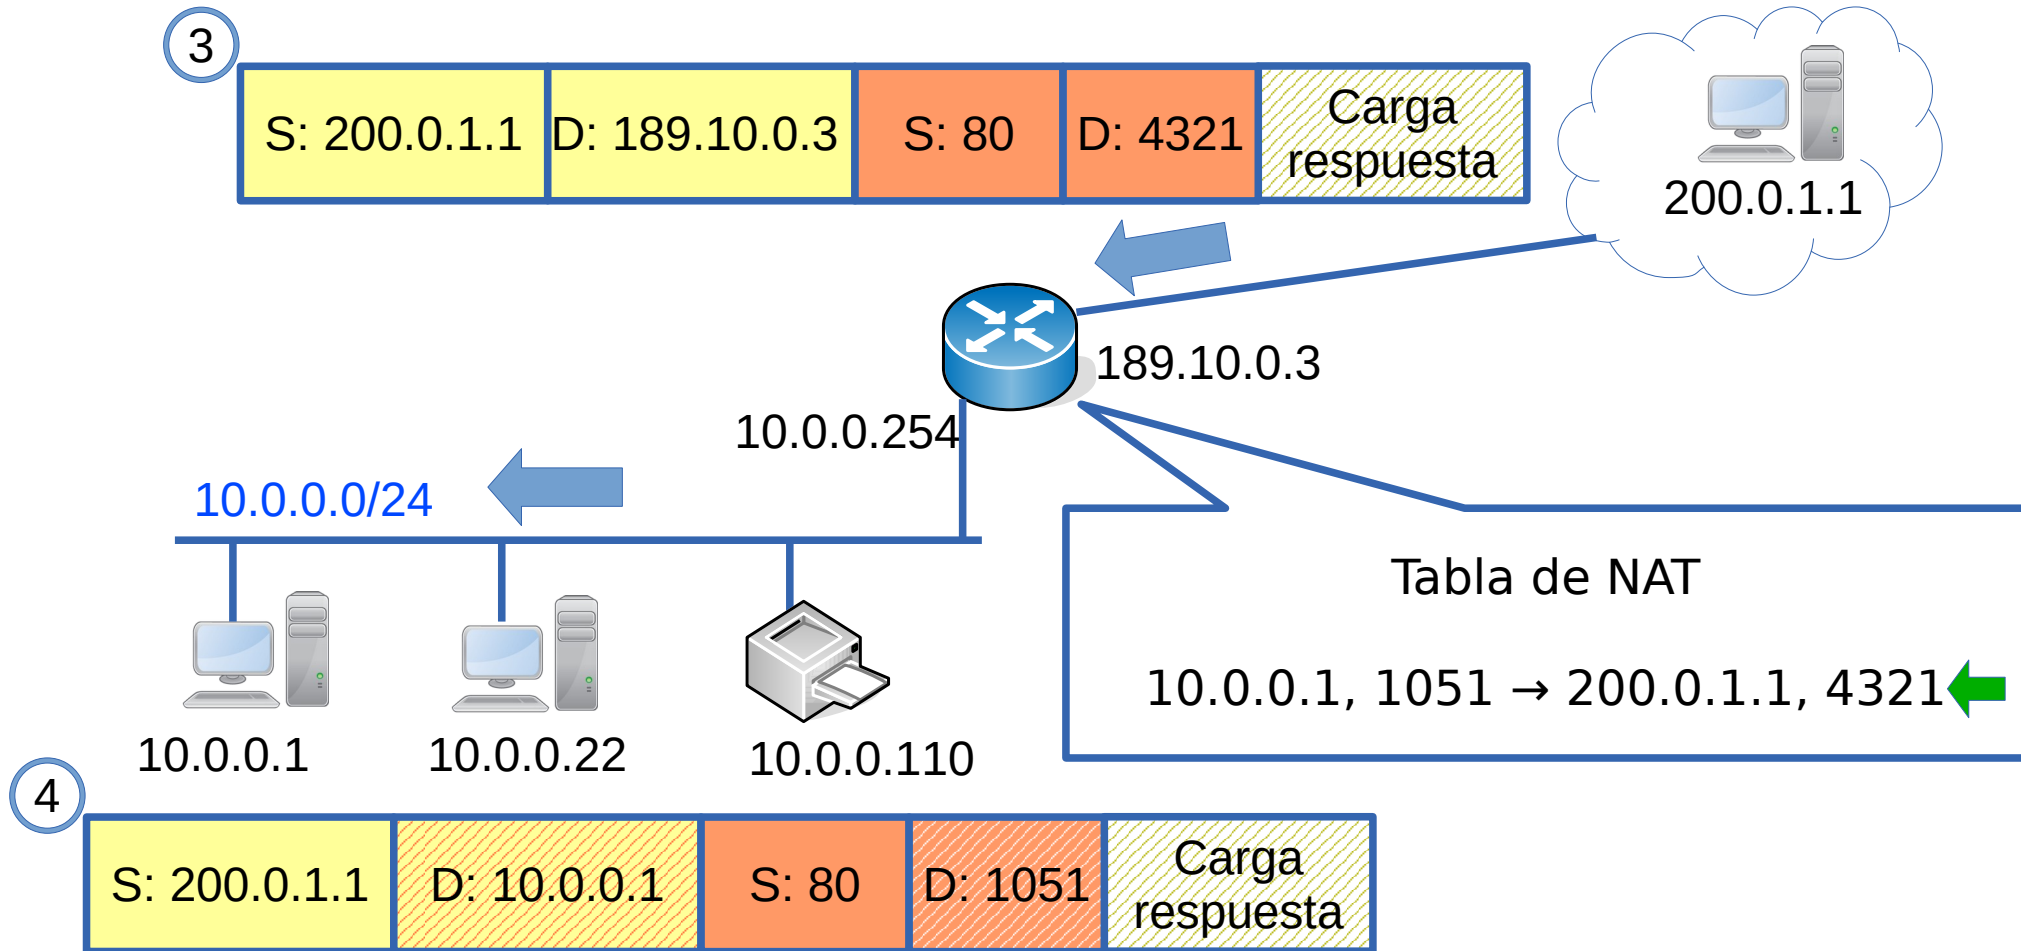 3
S: 200.0.1.1 D: 189.10.0.3 S: 80 D: 4321 Carga
respuesta
200.0.1.1
189.10.0.3
10.0.0.254
10.0.0.0/24
Tabla de NAT
10.0.0.1, 1051 → 200.0.1.1, 4321
10.0.0.1 10.0.0.22 10.0.0.110
4
S: 200.0.1.1 D: 10.0.0.1 S: 80 D: 1051 Carga
respuesta